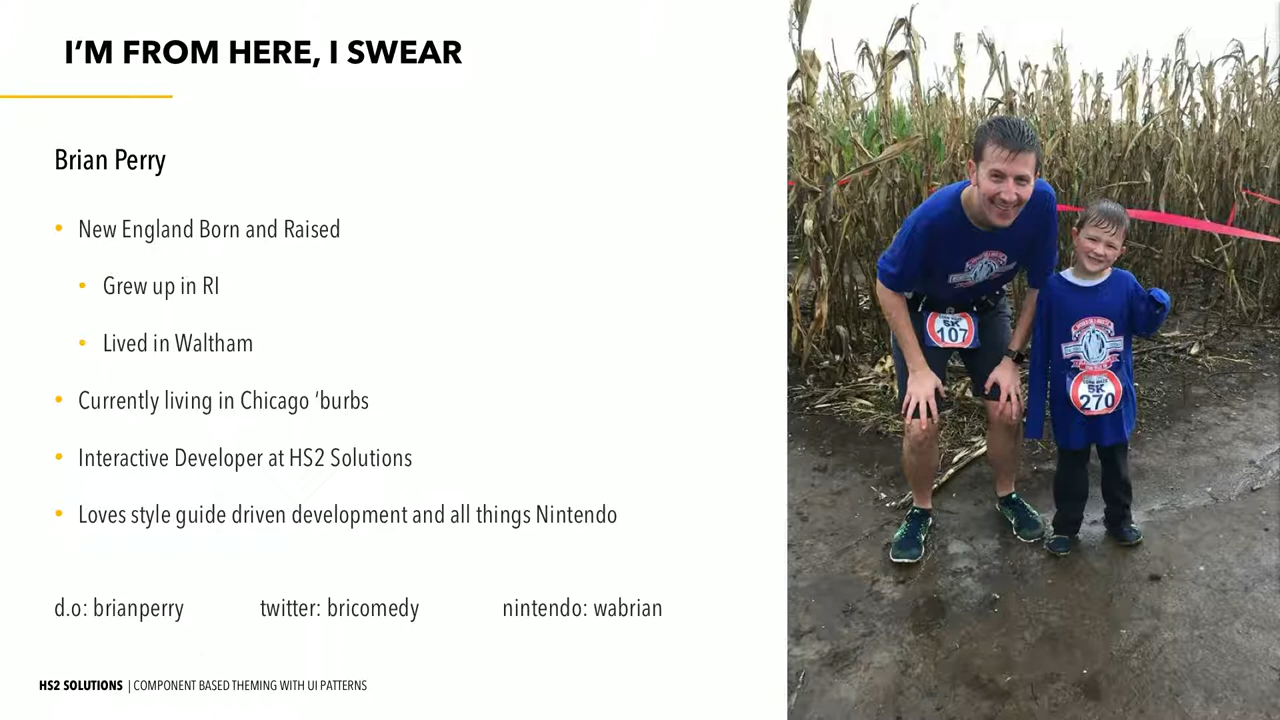 I'M FROM HERE, I SWEAR
Brian Perry
• New England Born and Raised
• Grew up in RI
• Lived in Waltham
• Currently living in Chicago ‘burbs
• Interactive Developer at HS2 Solutions
• Loves style guide driven development and all things Nintendo
d.o: brianperry twitter: bricomedy nintendo: wabrian
HS2 SOLUTIONS | COMPONENT BASED THEMING WITH UI PATTERNS
5K
107
5K
270